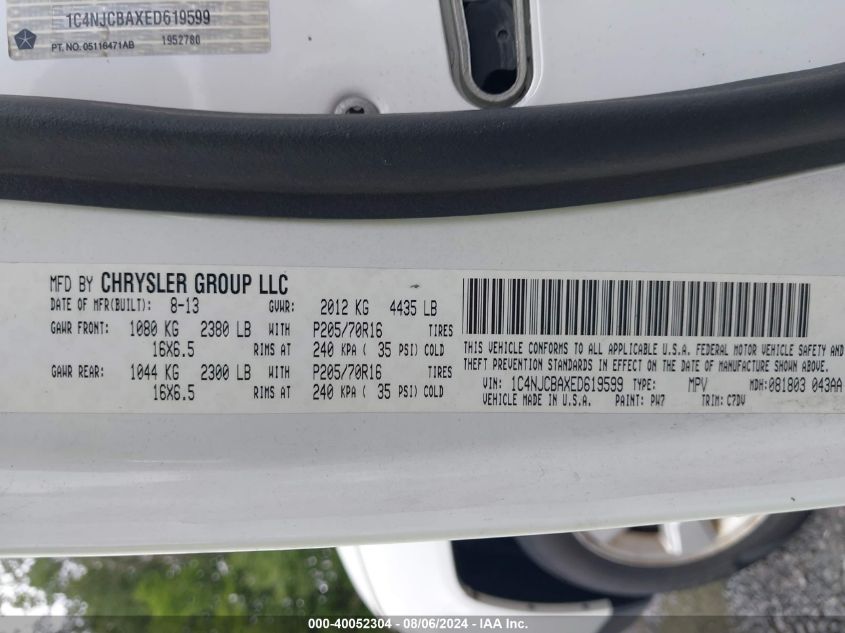 1C4NJCBAXED619599
PT. NO. 05116471AB 1952780
MFD BY CHRYSLER GROUP LLC
DATE OF MFR(BUILT): 8-13 GVWR: 2012 KG 4435 LB
GAWR FRONT: 1080 KG 2380 LB WITH P205/70R16 TIRES
16X6.5 RIMS AT 240 KPA ( 35 PSI) COLD
GAWR REAR: 1044 KG 2300 LB WITH P205/70R16 TIRES
16X6.5 RIMS AT 240 KPA ( 35 PSI) COLD
THIS VEHICLE CONFORMS TO ALL APPLICABLE U.S.A. FEDERAL MOTOR VEHICLE SAFETY AND
THEFT PREVENTION STANDARDS IN EFFECT ON THE DATE OF MANUFACTURE SHOWN ABOVE.
VIN: 1C4NJCBAXED619599 TYPE: MPV MDH: 081803 043AA
VEHICLE MADE IN U.S.A. PAINT: PW7 TRIM: C7DV
000-40052304 - 08/06/2024 - IAA Inc.